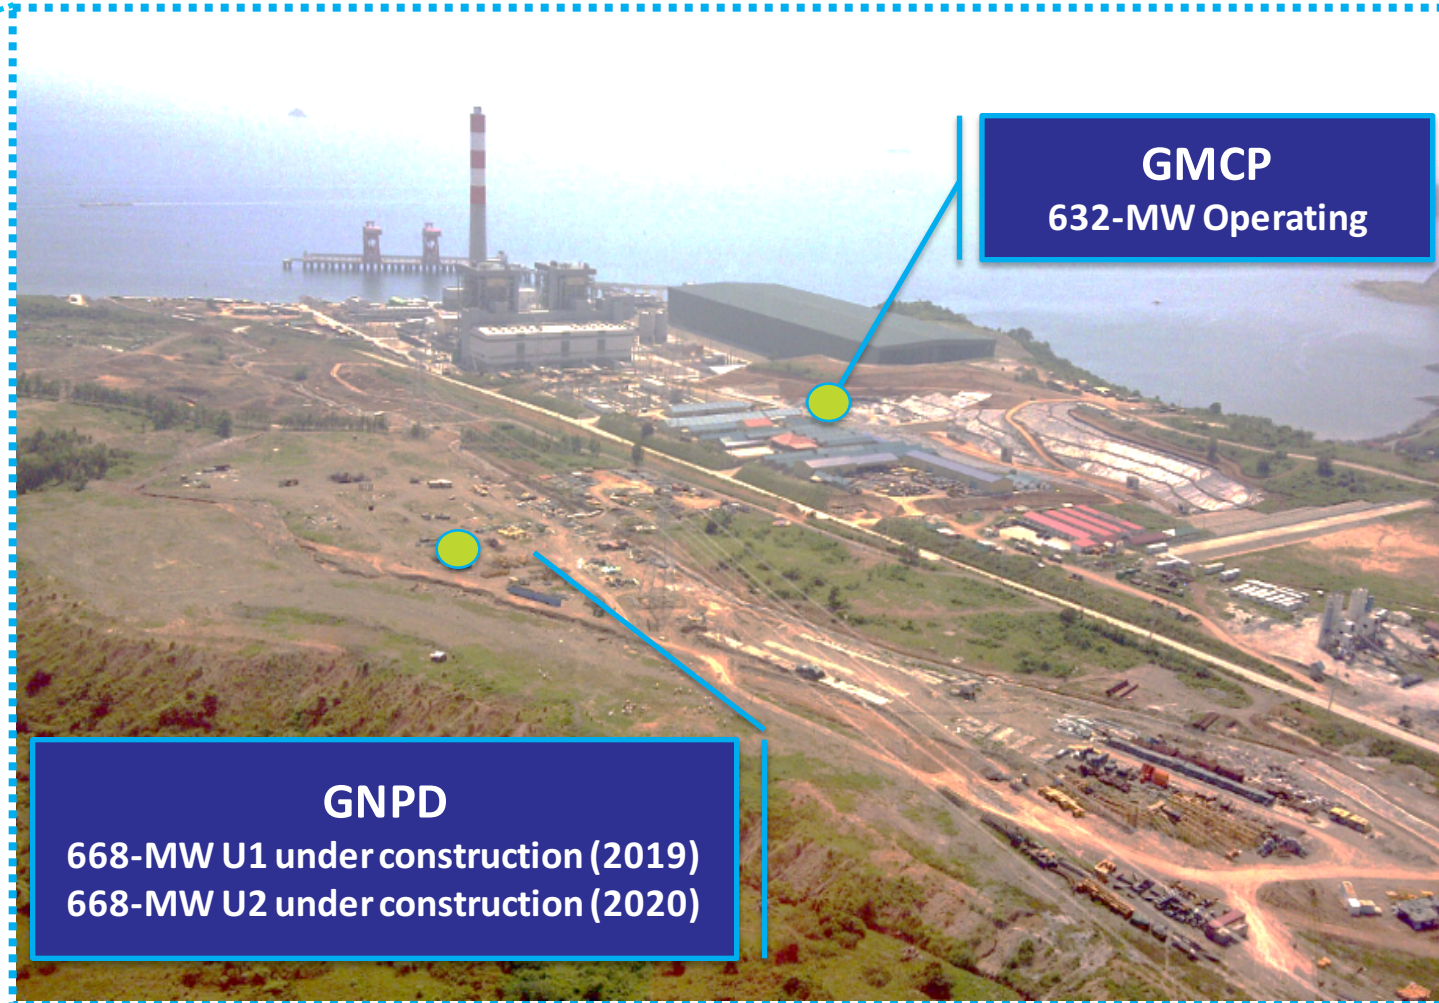 GMCP
632-MW Operating
GNPD
668-MW U1 under construction (2019)
668-MW U2 under construction (2020)